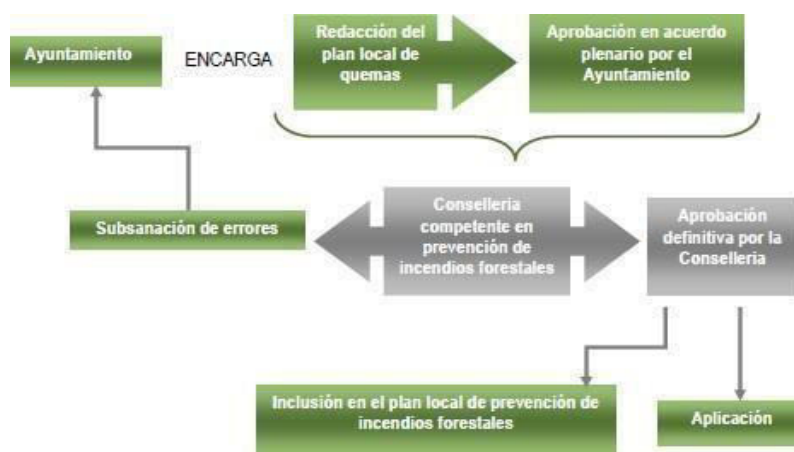 Ayuntamiento
ENCARGA
Redacción del
plan local de
quemas
Aprobación en acuerdo
plenario por el
Ayuntamiento
Subsanación de errores
Conselleria
competente en
prevención de
incendios forestales
Aprobación
definitiva por la
Conselleria
Inclusión en el plan local de prevención de
incendios forestales
Aplicación